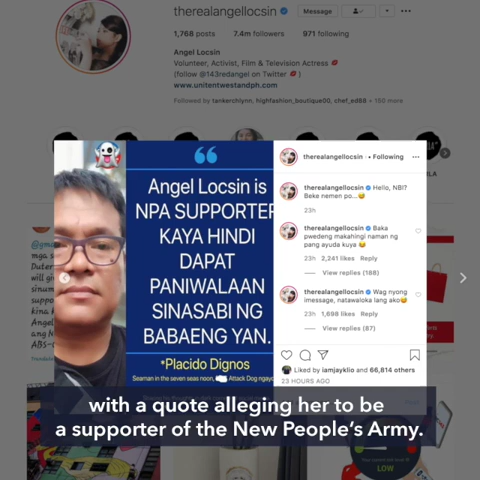 therealangellocsin
Message
1,768 posts 7.4m followers 971 following
Angel Locsin
Volunteer, Activist, Film & Television Actress
(follow @143redangel on Twitter )
www.unitentwestandph.com
Followed by tankerchlynn, highfashion_boutique00, chef_ed88 + 150 more
Angel Locsin is
NPA SUPPORTER
KAYA HINDI
DAPAT
PANIWALAAN
SINASABI NG
BABAENG YAN.
*Placido Dignos
Seaman in the seven seas noon, Attack Dog ngayon
therealangellocsin • Following
therealangellocsin Hello, NBI?
Beke nemen po...
23h
therealangellocsin Baka
pwedeng makahingi naman ng
pang ayuda kuya
23h 2,241 likes Reply
View replies (188)
therealangellocsin Wag nyong
imessage, natawaloka lang ako
23h 1,698 likes Reply
View replies (87)
Liked by iamjayklio and 66,814 others
23 HOURS AGO
with a quote alleging her to be
a supporter of the New People's Army.
LOW